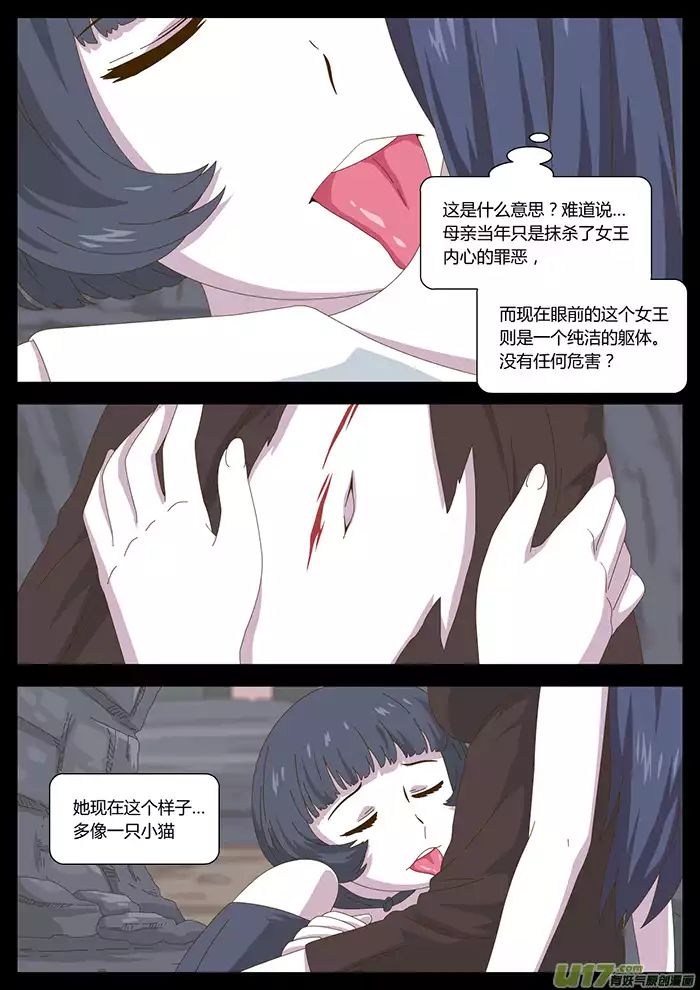 这是什么意思？难道说...
母亲当年只是抹杀了女王
内心的罪恶，
而现在眼前的这个女王
则是一个纯洁的躯体。
没有任何危害？
她现在这个样子...
多像一只小猫
U17.com
有妖气原创漫画